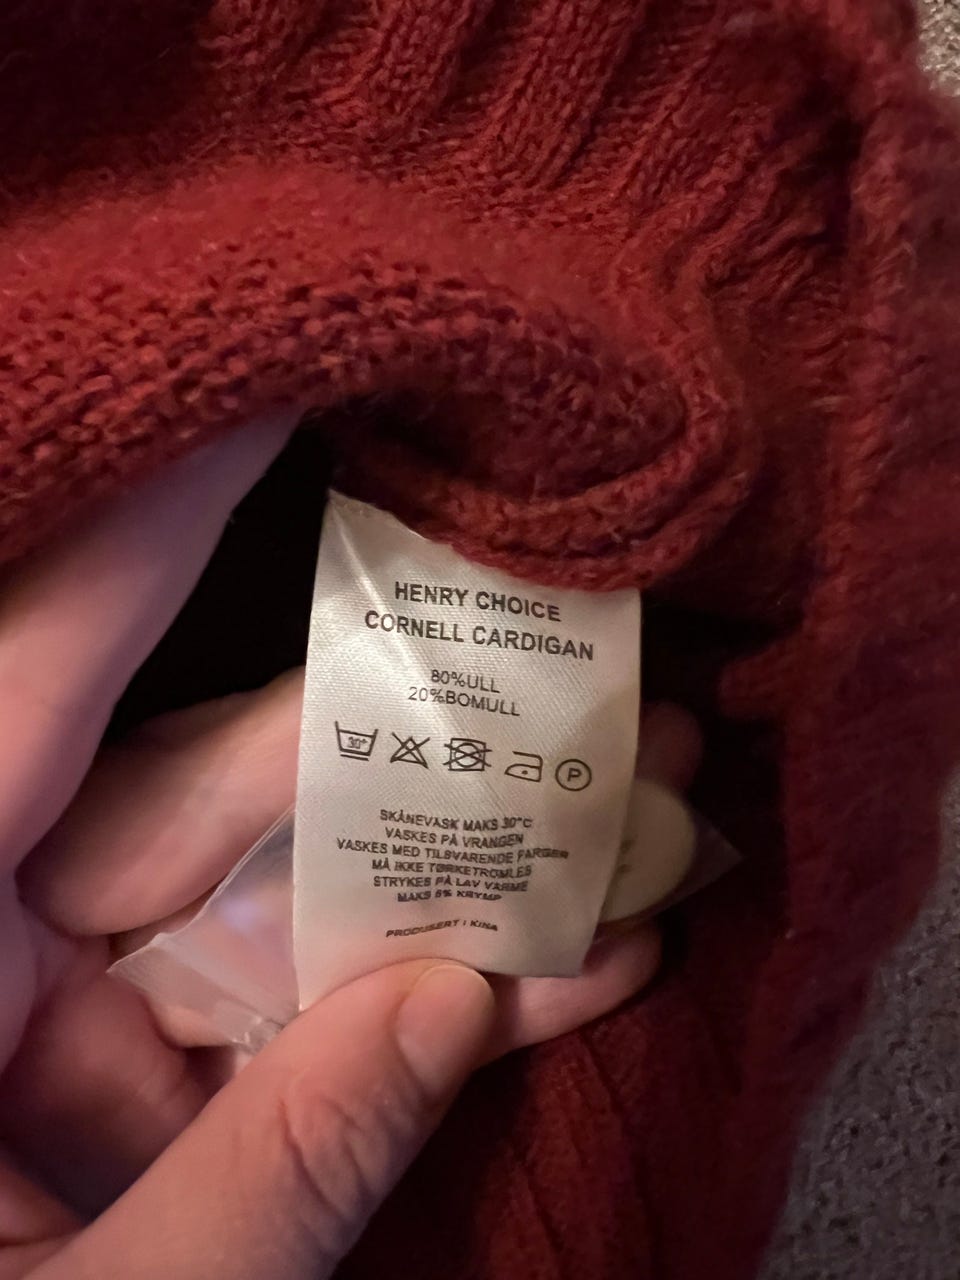 HENRY CHOICE
CORNELL CARDIGAN
80%ULL
20%BOMULL
30°
P
SKÅNEVASK MAKS 30°C
VASKES PÅ VRANGEN
VASKES MED TILSVARENDE FARGER
MÅ IKKE TØRKETROMLES
STRYKES PÅ LAV VARME
MAKS 5% KRYMP
PRODUSERT I KINA